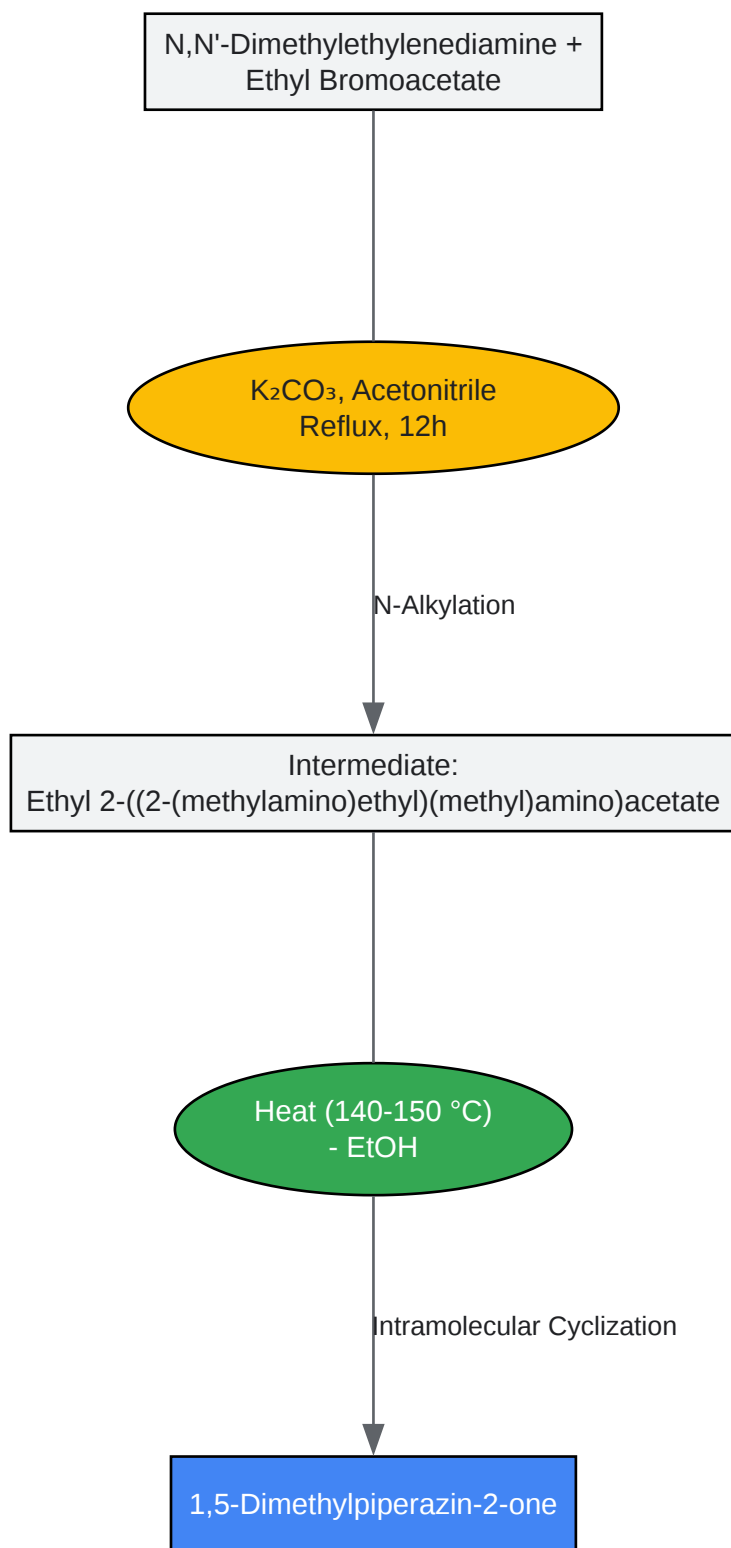 N,N'-Dimethylethylenediamine +
Ethyl Bromoacetate
K₂CO₃, Acetonitrile
Reflux, 12h
N-Alkylation
Intermediate:
Ethyl 2-((2-(methylamino)ethyl)(methyl)amino)acetate
Heat (140-150 °C)
- EtOH
Intramolecular Cyclization
1,5-Dimethylpiperazin-2-one